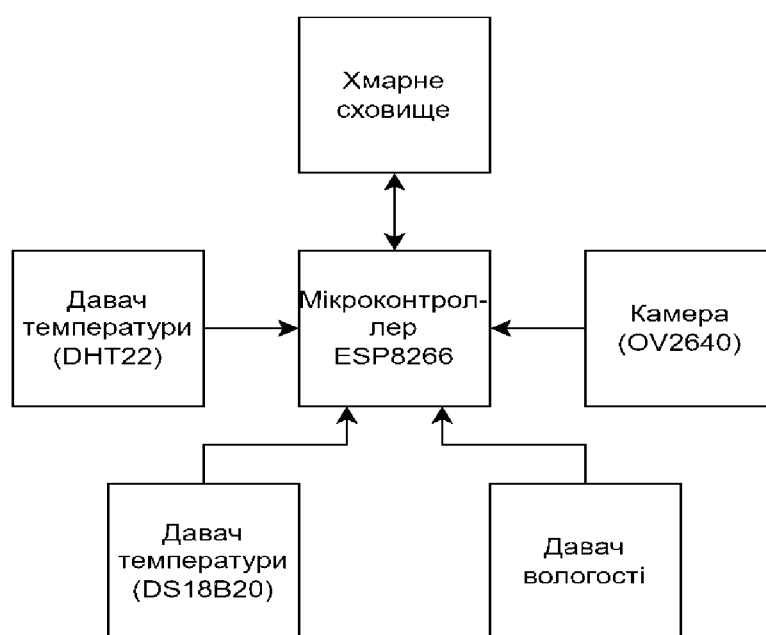 Хмарне
сховище
Давач
температури
(DHT22)
Мікроконтрол-
лер
ESP8266
Камера
(OV2640)
Давач
температури
(DS18B20)
Давач
вологості